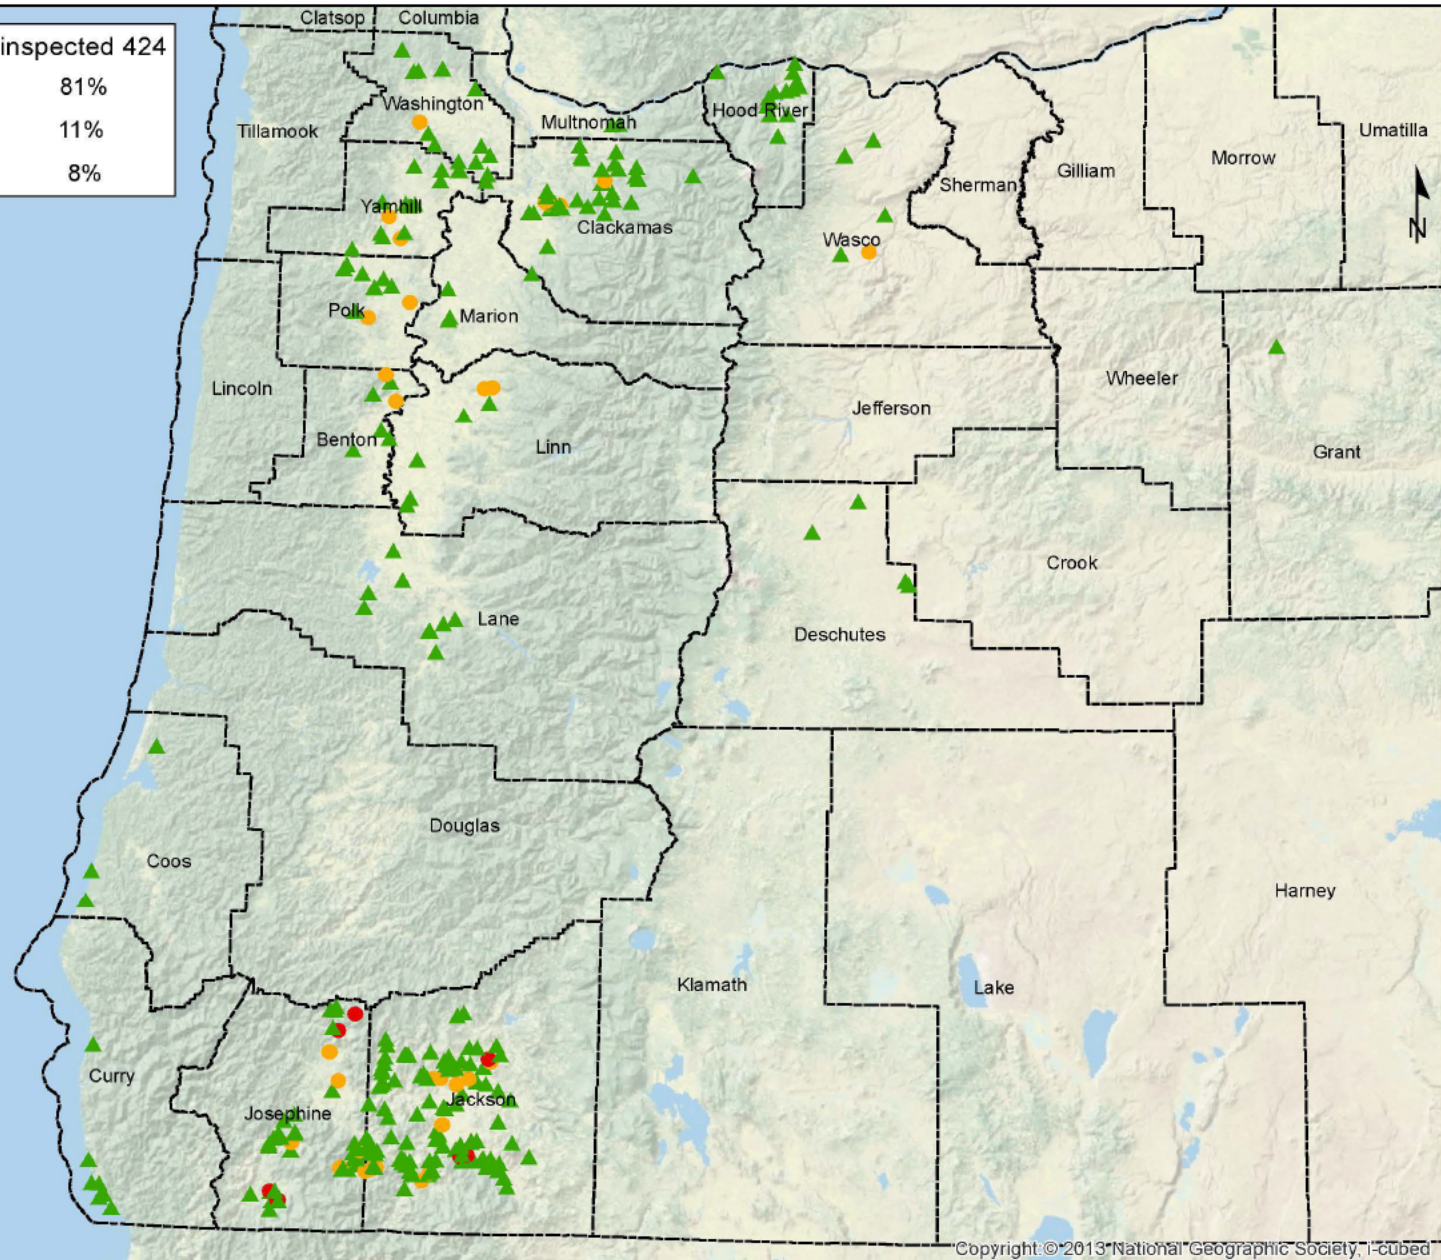 Clatsop Columbia
inspected 424
81%
Washington
Hood River
Multnomah
Tillamook
11%
Umatilla
Morrow
8%
Gilliam
Sherman
Yamhill
Clackamas
N
Wasco
Polk
Marion
Wheeler
Lincoln
Jefferson
Benton
Linn
Grant
Crook
Lane
Deschutes
Douglas
Coos
Harney
Klamath
Lake
Curry
Jackson
Josephine
Copyright:© 2013 National Geographic Society, i-cubed